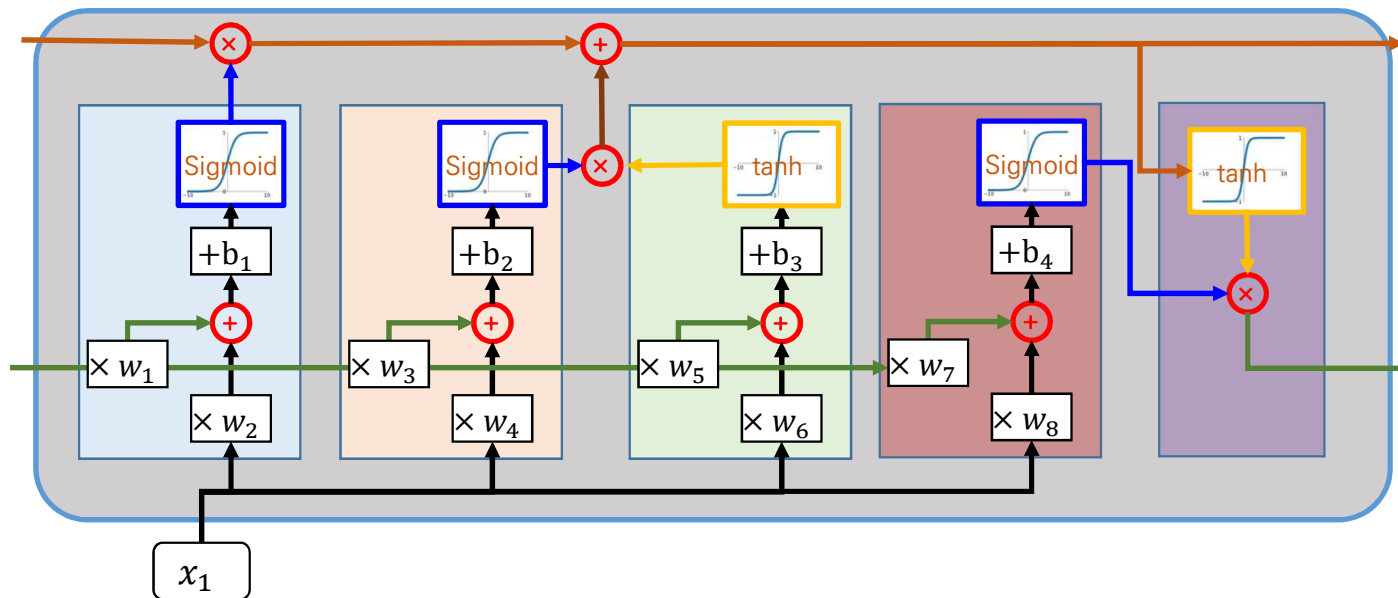 ×
+
Sigmoid
Sigmoid
×
tanh
Sigmoid
tanh
+b₁
+b₂
+b₃
+b₄
×
+
+
+
+
× w₁
× w₃
× w₅
× w₇
× w₂
× w₄
× w₆
× w₈
x₁